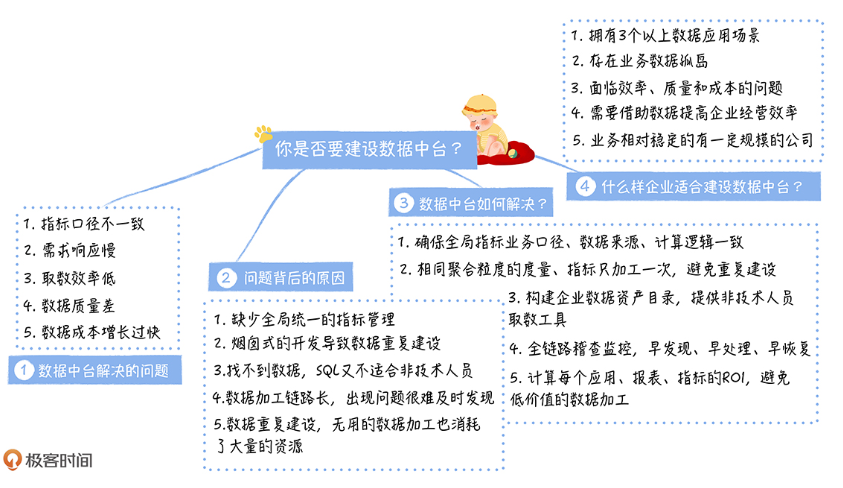 你是否要建设数据中台？
1. 指标口径不一致
2. 需求响应慢
3. 取数效率低
4. 数据质量差
5. 数据成本增长过快
1 数据中台解决的问题
2 问题背后的原因
1. 缺少全局统一的指标管理
2. 烟囱式的开发导致数据重复建设
3.找不到数据，SQL又不适合非技术人员
4.数据加工链路长，出现问题很难及时发现
5.数据重复建设，无用的数据加工也消耗
了大量的资源
3 数据中台如何解决？
1. 确保全局指标业务口径、数据来源、计算逻辑一致
2. 相同聚合粒度的度量、指标只加工一次，避免重复建设
3. 构建企业数据资产目录，提供非技术人员
取数工具
4. 全链路稽查监控，早发现、早处理、早恢复
5. 计算每个应用、报表、指标的ROI，避免
低价值的数据加工
1. 拥有3个以上数据应用场景
2. 存在业务数据孤岛
3. 面临效率、质量和成本的问题
4. 需要借助数据提高企业经营效率
5. 业务相对稳定的有一定规模的公司
4 什么样企业适合建设数据中台？
极客时间